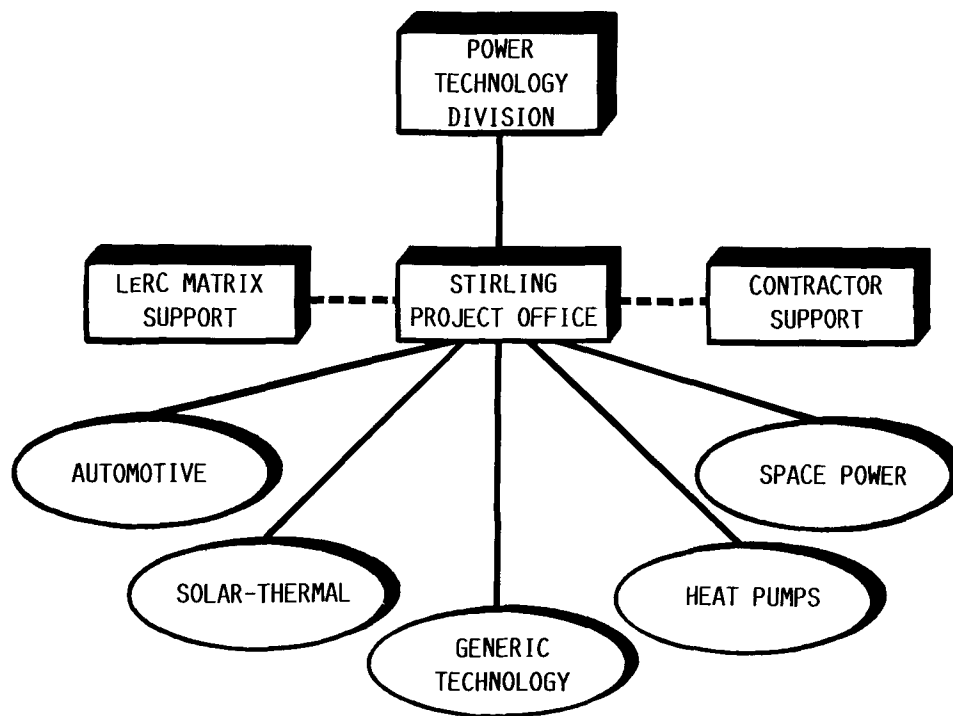 POWER
TECHNOLOGY
DIVISION
LERC MATRIX
SUPPORT
STIRLING
PROJECT OFFICE
CONTRACTOR
SUPPORT
AUTOMOTIVE
SPACE POWER
SOLAR-THERMAL
HEAT PUMPS
GENERIC
TECHNOLOGY